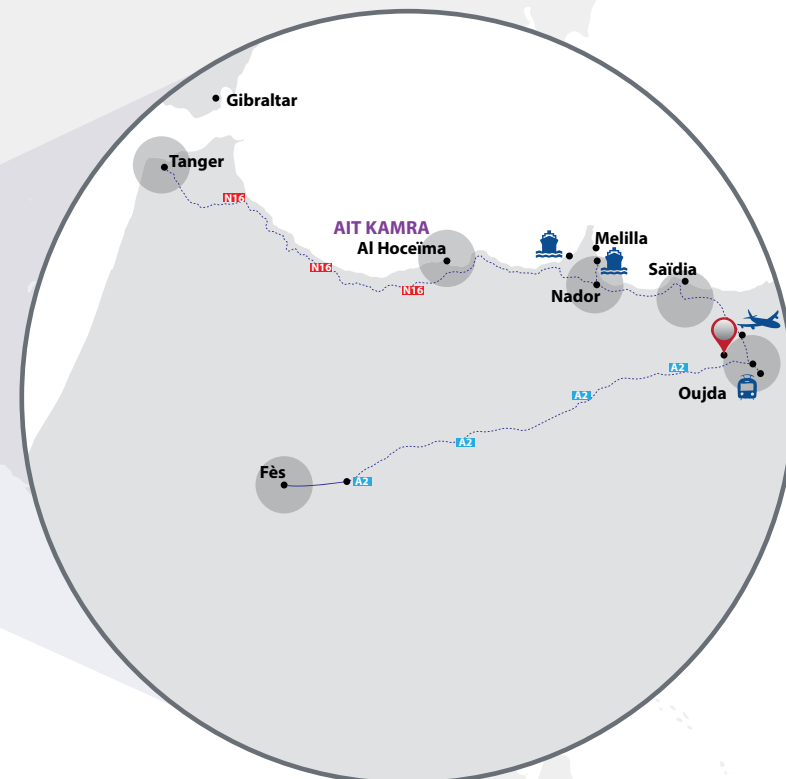 Gibraltar
Tanger
N16
AIT KAMRA
Al Hoceïma
Melilla
N16
Saïdia
N16
Nador
A2
Oujda
A2
A2
Fès
A2